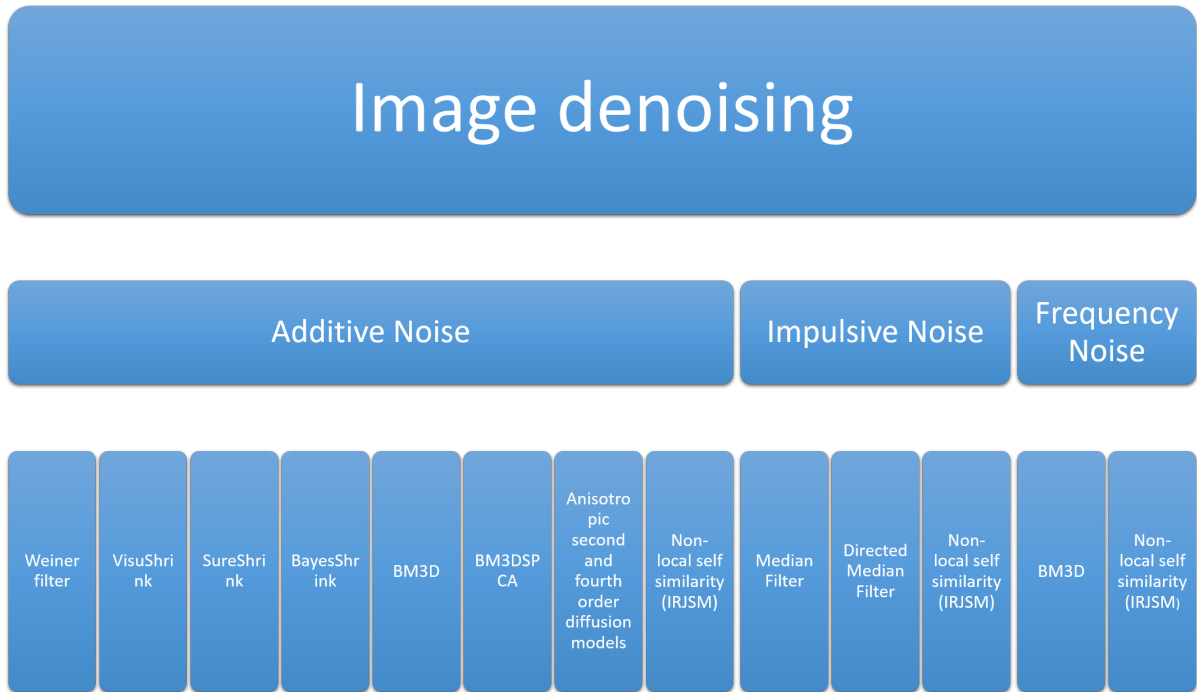 Image denoising
Additive Noise
Impulsive Noise
Frequency
Noise
Weiner
filter
VisuShri
nk
SureShri
nk
BayesShr
ink
BM3D
BM3DSP
CA
Anisotro
pic
second
and
fourth
order
diffusion
models
Non-
local self
similarity
(IRJSM)
Median
Filter
Directed
Median
Filter
Non-
local self
similarity
(IRJSM)
BM3D
Non-
local self
similarity
(IRJSM)